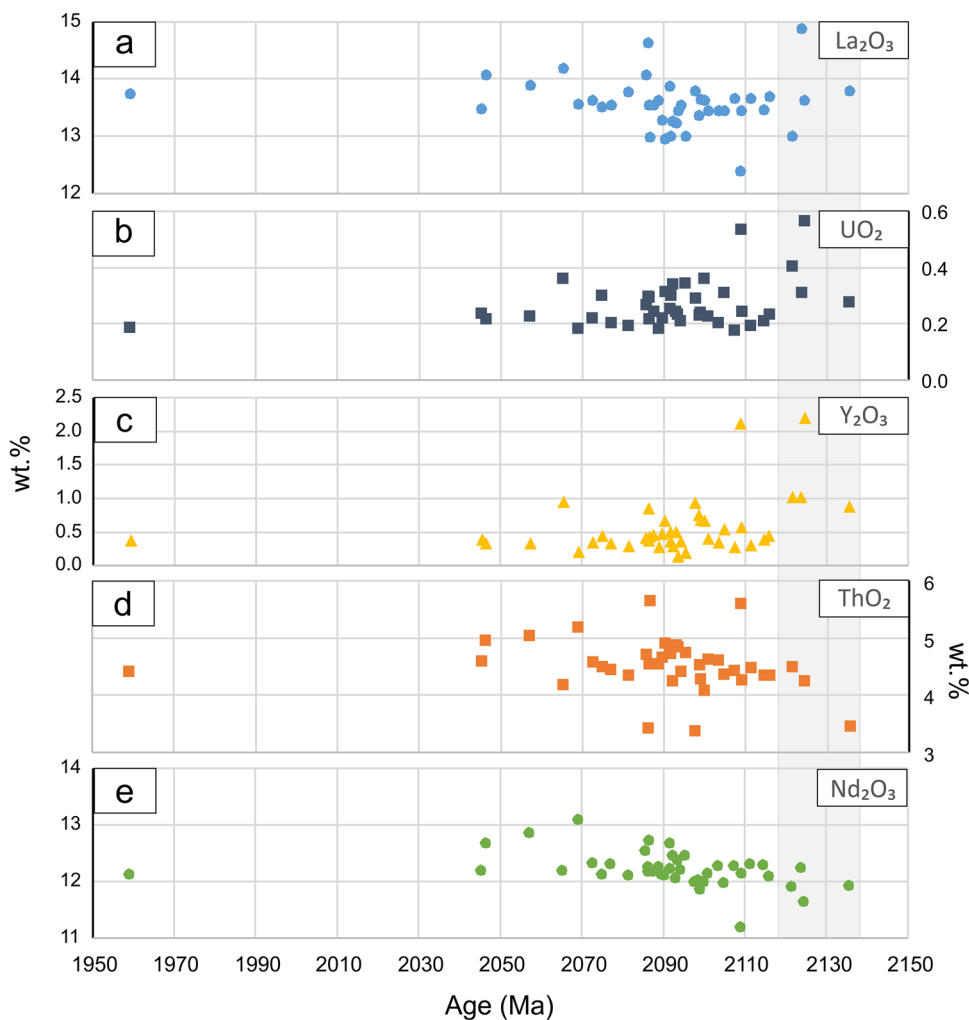 15
14
13
12
a
La₂O₃
b
UO₂
0.6
0.4
0.2
0.0
wt.%
2.5
2.0
1.5
1.0
0.5
0.0
c
Y₂O₃
d
ThO₂
6
5
4
3
wt.%
14
13
12
11
e
Nd₂O₃
1950 1970 1990 2010 2030 2050 2070 2090 2110 2130 2150
Age (Ma)